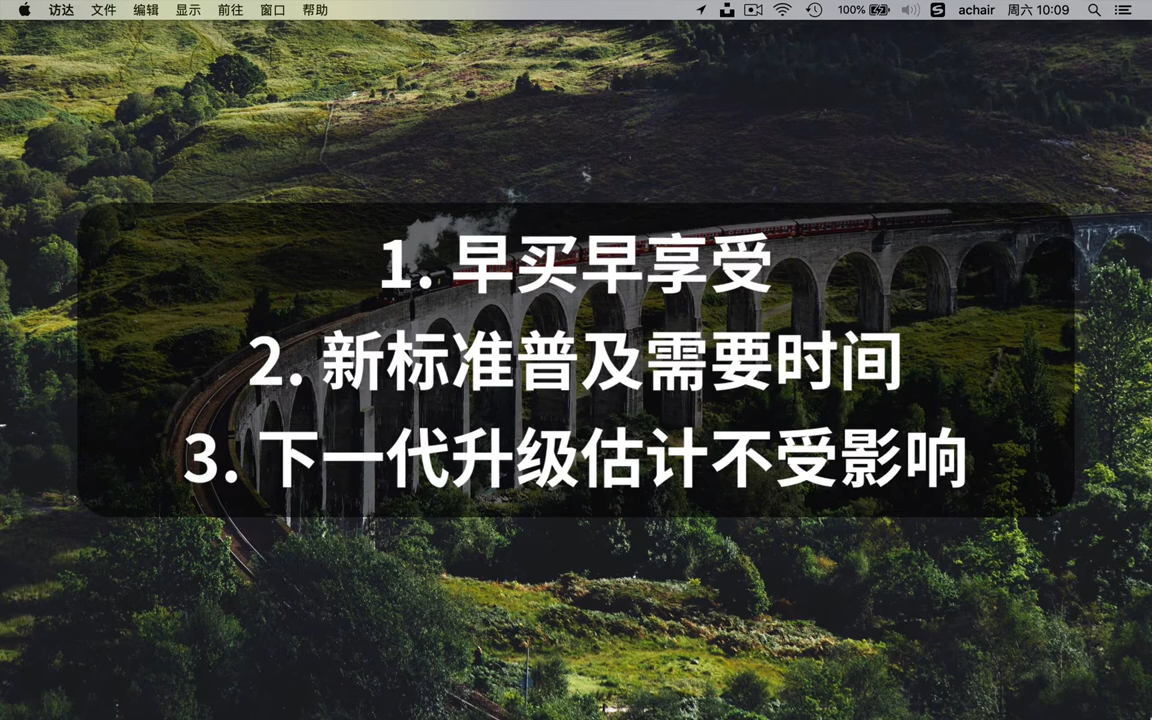 访达 文件 编辑 显示 前往 窗口 帮助 100% S achair 周六 10:09
1. 早买早享受
2. 新标准普及需要时间
3. 下一代升级估计不受影响